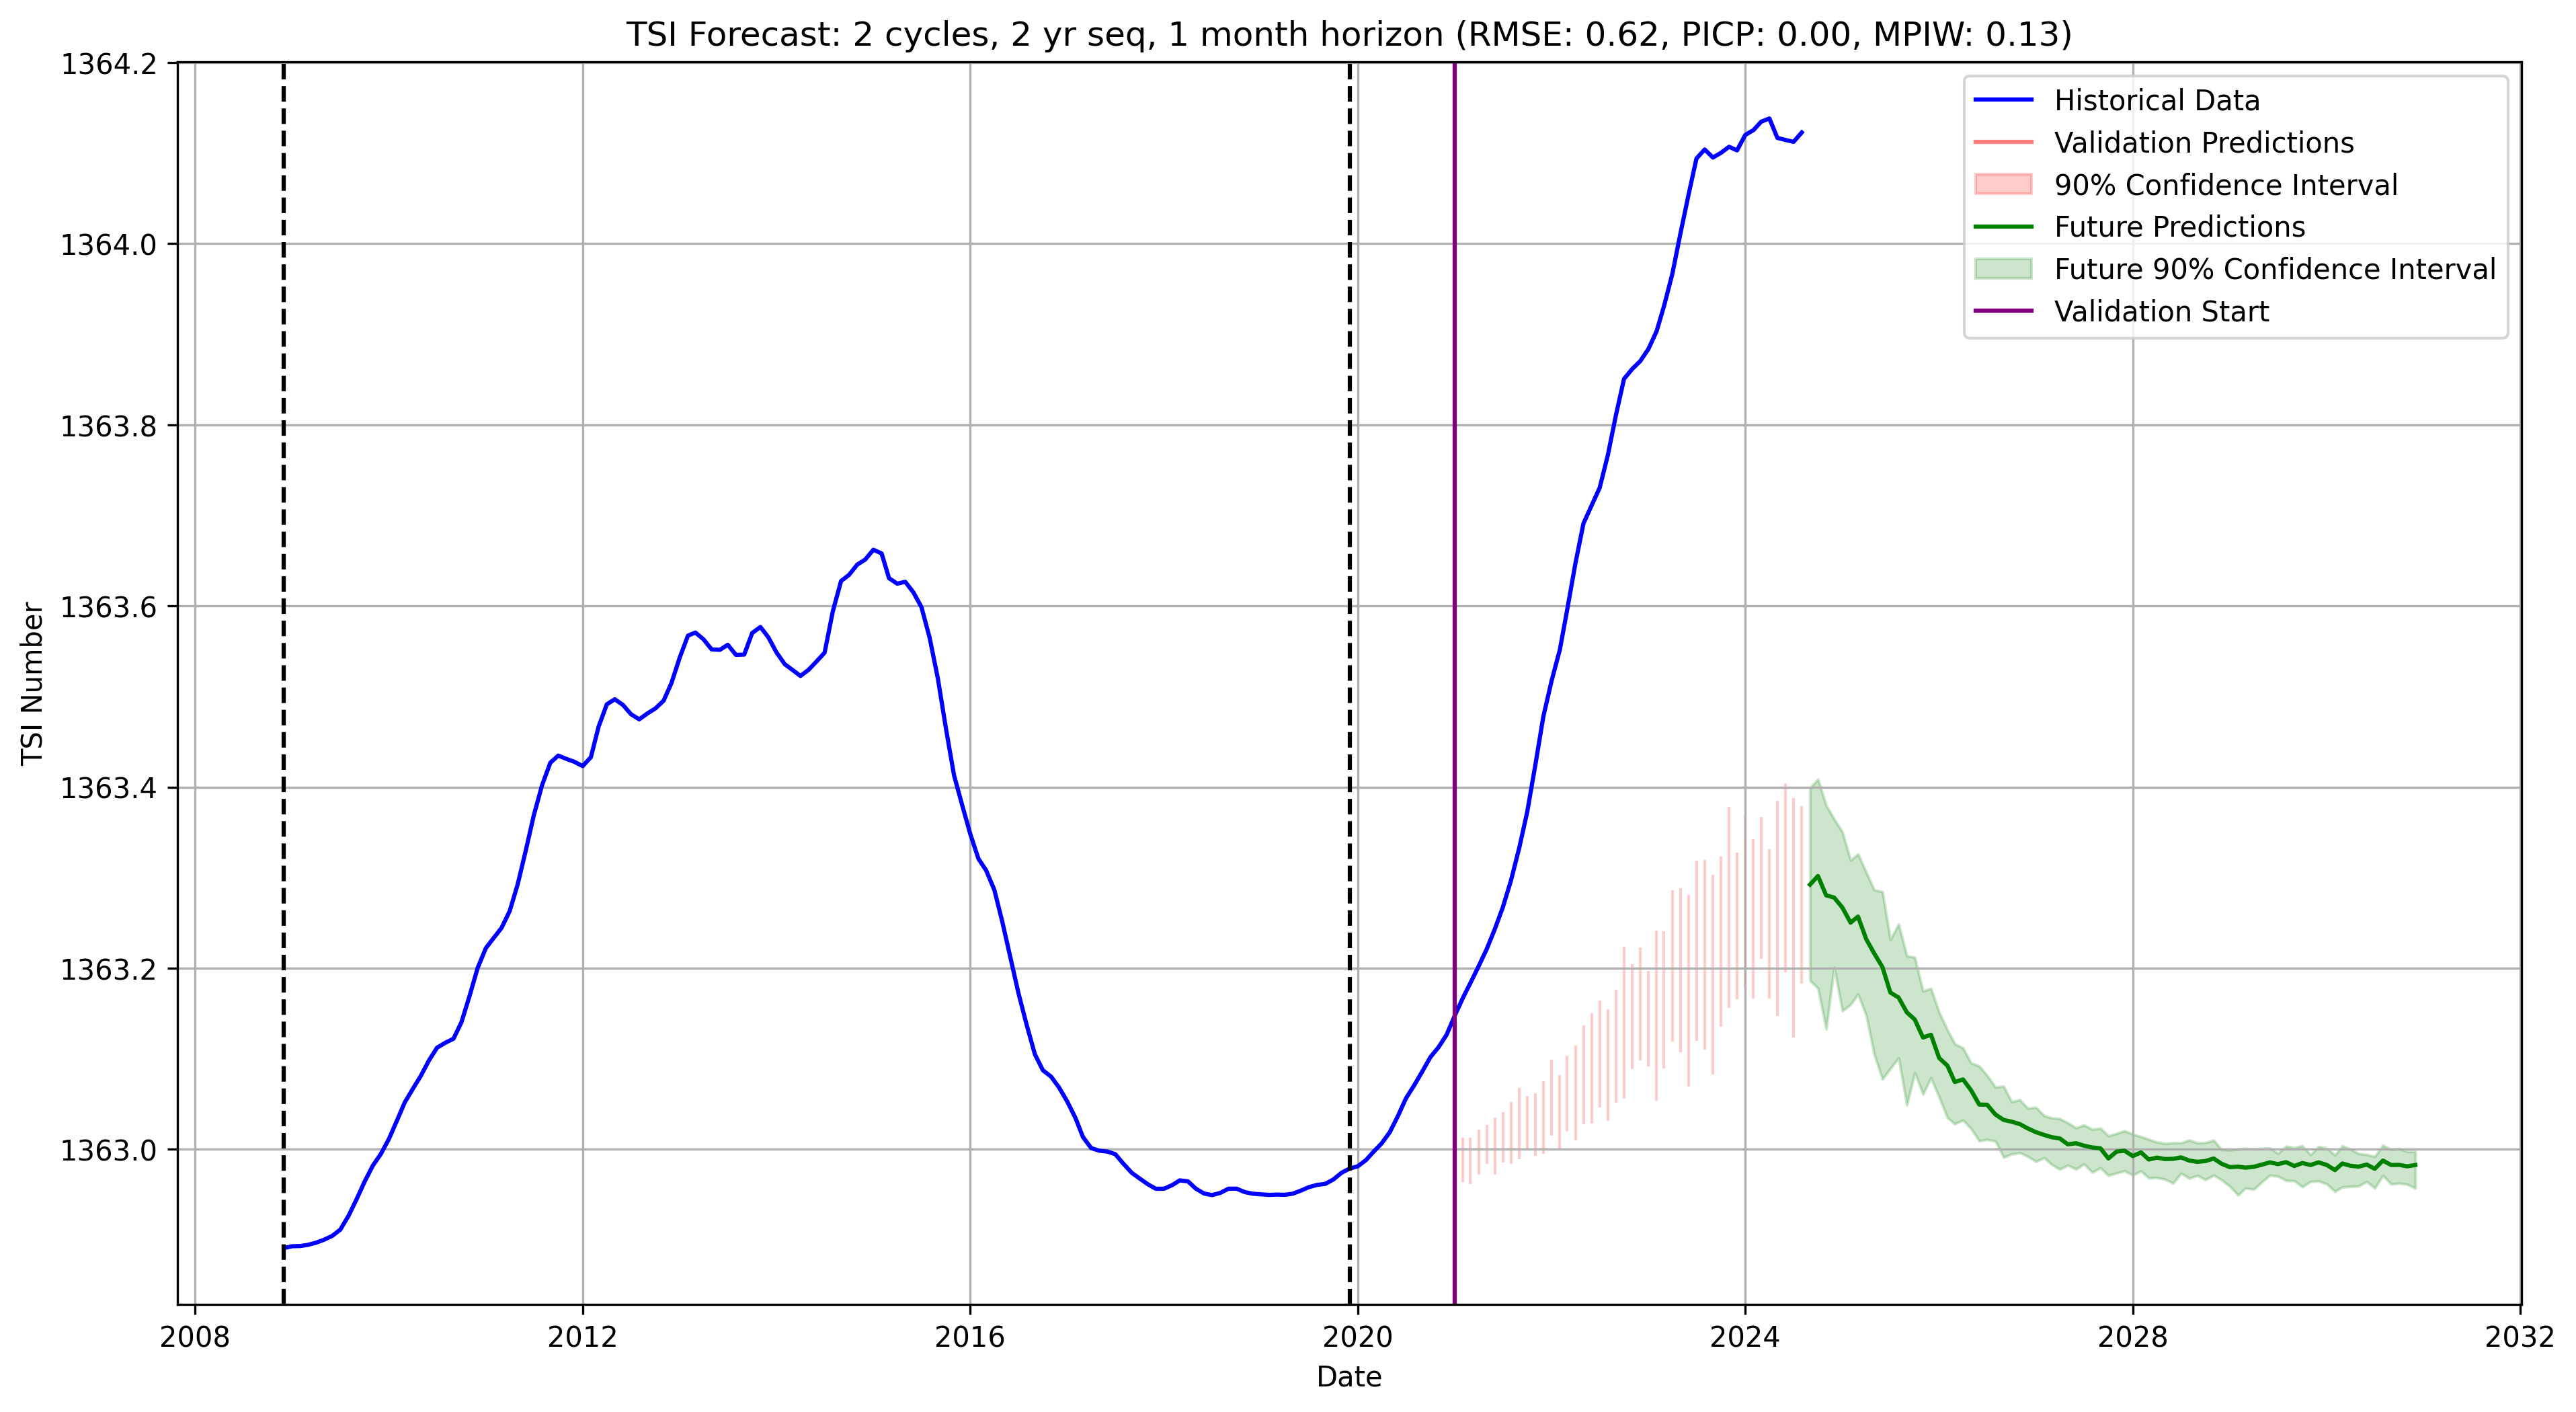 TSI Forecast: 2 cycles, 2 yr seq, 1 month horizon (RMSE: 0.62, PICP: 0.00, MPIW: 0.13)
1364.2
1364.0
1363.8
1363.6
1363.4
1363.2
1363.0
TSI Number
Historical Data
Validation Predictions
90% Confidence Interval
Future Predictions
Future 90% Confidence Interval
Validation Start
2008 2012 2016 2020 2024 2028 2032
Date